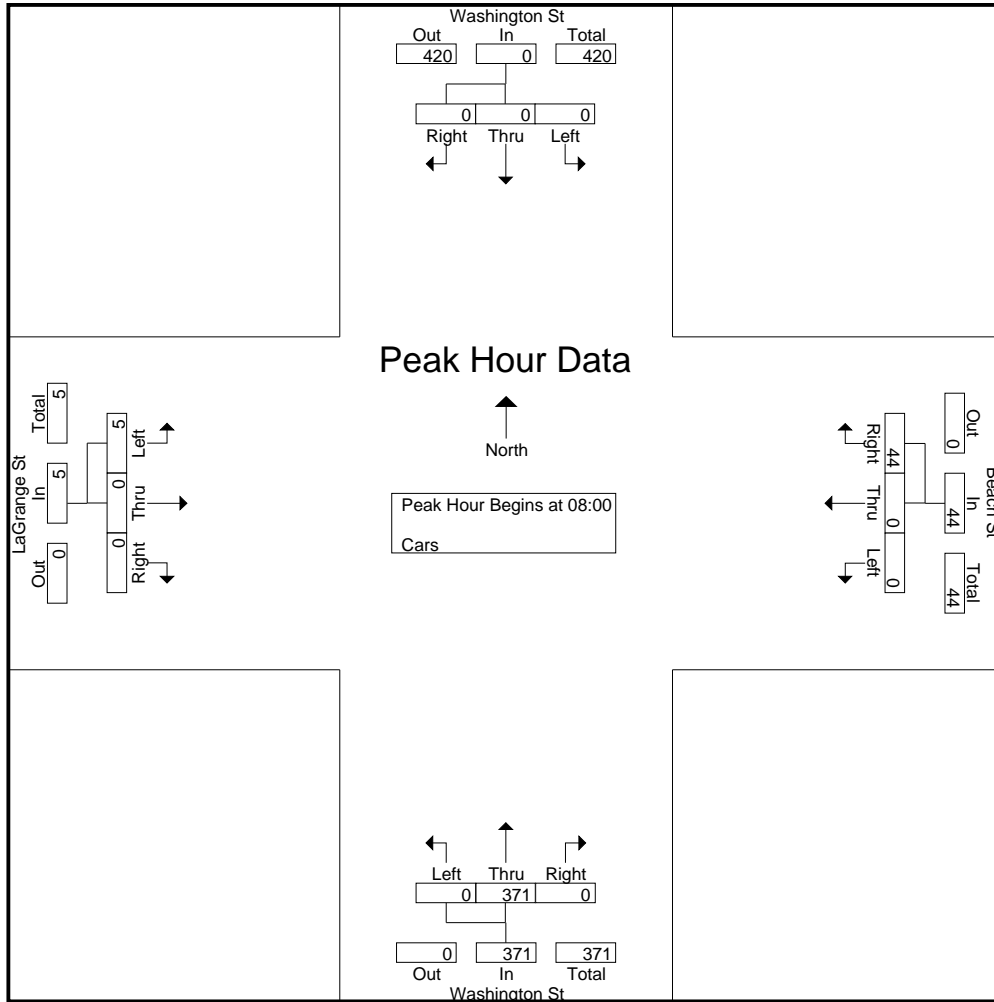 Washington St
Out In Total
420 0 420
0 0 0
Right Thru Left
Peak Hour Data
North
Peak Hour Begins at 08:00
Cars
LaGrange St
Out In Total
0 5 5
5 0 0
Left Thru Right
Beach St
Out In Total
0 44 44
44 0 0
Right Thru Left
Left Thru Right
0 371 0
0 371 371
Out In Total
Washington St